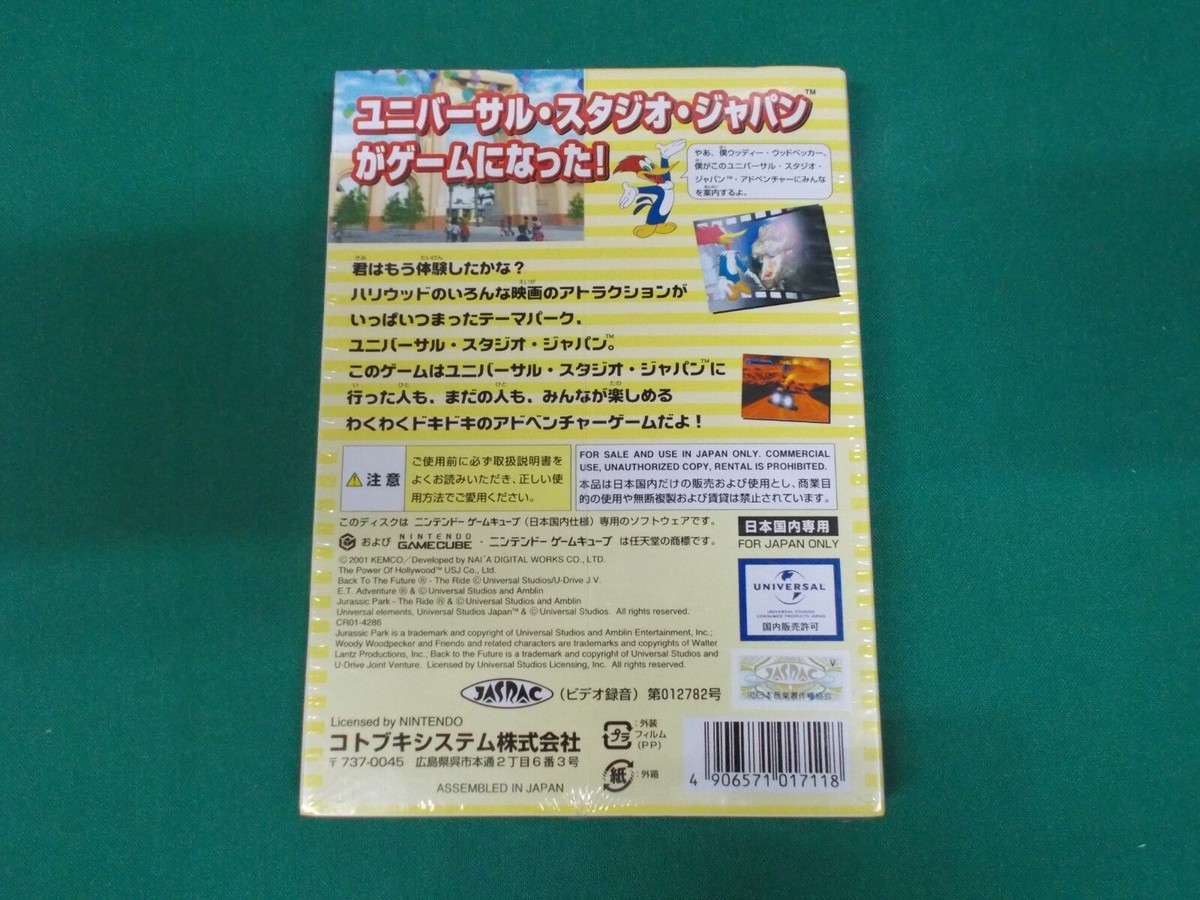 ユニバーサル・スタジオ・ジャパン™
がゲームになった!
やあ、僕ウッディー・ウッドペッカー。
僕がこのユニバーサル・スタジオ・
ジャパン™・アドベンチャーにみんな
を案内するよ。
君はもう体験したかな?
ハリウッドのいろんな映画のアトラクションが
いっぱいつまったテーマパーク、
ユニバーサル・スタジオ・ジャパン™。
このゲームはユニバーサル・スタジオ・ジャパン™に
行った人も、まだの人も、みんなが楽しめる
わくわくドキドキのアドベンチャーゲームだよ!
注意
ご使用前に必ず取扱説明書を
よくお読みいただき、正しい使
用方法でご愛用ください。
FOR SALE AND USE IN JAPAN ONLY. COMMERCIAL
USE, UNAUTHORIZED COPY, RENTAL IS PROHIBITED.
本品は日本国内だけの販売および使用とし、商業目
的の使用や無断複製および賃貸は禁止されています。
このディスクは ニンテンドーゲームキューブ(日本国内仕様)専用のソフトウェアです。
および NINTENDO GAMECUBE・ニンテンドーゲームキューブ は任天堂の商標です。
日本国内専用
FOR JAPAN ONLY
©2001 KEMCO/Developed by NAI'A DIGITAL WORKS CO., LTD.
The Power Of Hollywood™ USJ Co., Ltd.
Back To The Future ® - The Ride ©Universal Studios/U-Drive J.V.
E.T. Adventure ® & ©Universal Studios and Amblin
Jurassic Park - The Ride ® & ©Universal Studios and Amblin
Universal elements, Universal Studios Japan™ & ©Universal Studios. All rights reserved.
CR01-4286
Jurassic Park is a trademark and copyright of Universal Studios and Amblin Entertainment, Inc.;
Woody Woodpecker and Friends and related characters are trademarks and copyrights of Walter
Lantz Productions, Inc., Back to the Future is a trademark and copyright of Universal Studios and
U-Drive Joint Venture. Licensed by Universal Studios Licensing, Inc. All rights reserved.
UNIVERSAL
UNIVERSAL STUDIOS
CONSUMER PRODUCTS JAPAN
国内販売許可
JASRAC (ビデオ録音) 第012782号
JASRAC
V
Licensed by NINTENDO
コトブキシステム株式会社
〒737-0045 広島県呉市本通2丁目6番3号
ASSEMBLED IN JAPAN
プラ :外装
フィルム
(PP)
紙 :外箱
4 906571 017118